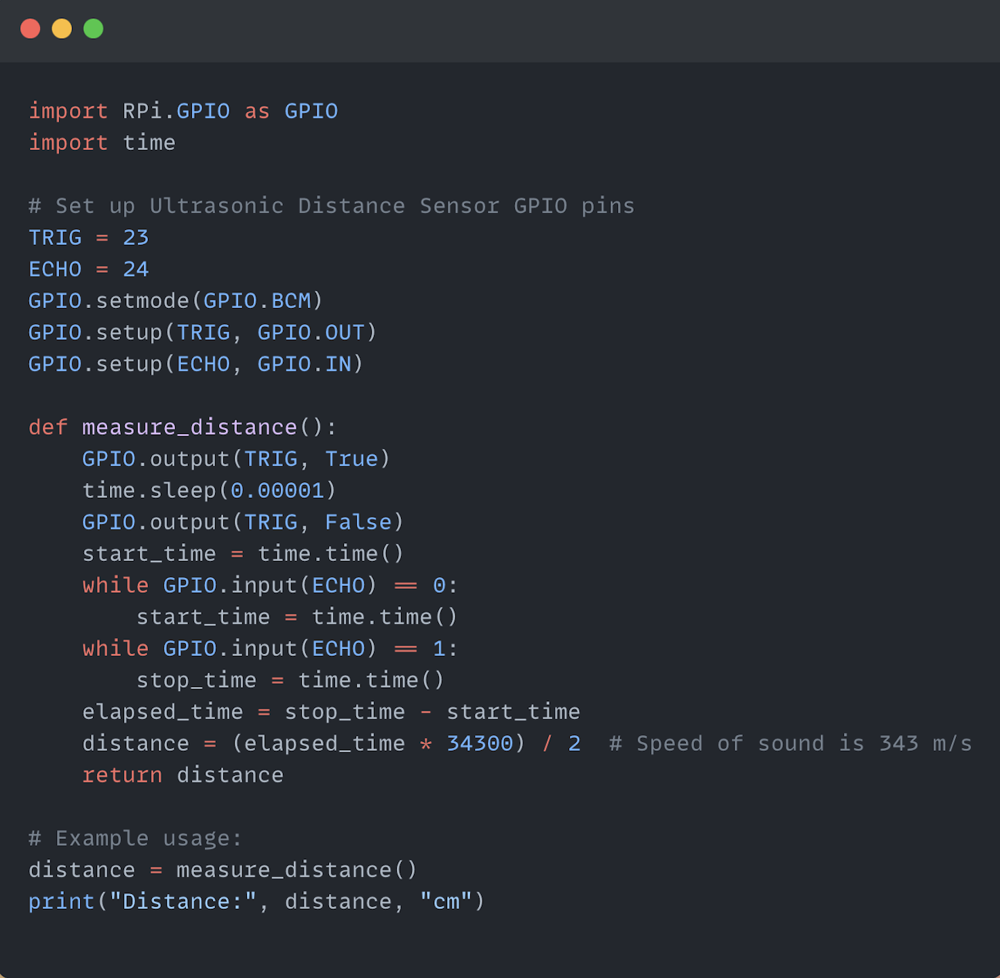 import RPi.GPIO as GPIO
import time

# Set up Ultrasonic Distance Sensor GPIO pins
TRIG = 23
ECHO = 24
GPIO.setmode(GPIO.BCM)
GPIO.setup(TRIG, GPIO.OUT)
GPIO.setup(ECHO, GPIO.IN)

def measure_distance():
    GPIO.output(TRIG, True)
    time.sleep(0.00001)
    GPIO.output(TRIG, False)
    start_time = time.time()
    while GPIO.input(ECHO) == 0:
        start_time = time.time()
    while GPIO.input(ECHO) == 1:
        stop_time = time.time()
    elapsed_time = stop_time - start_time
    distance = (elapsed_time * 34300) / 2  # Speed of sound is 343 m/s
    return distance

# Example usage:
distance = measure_distance()
print("Distance:", distance, "cm")